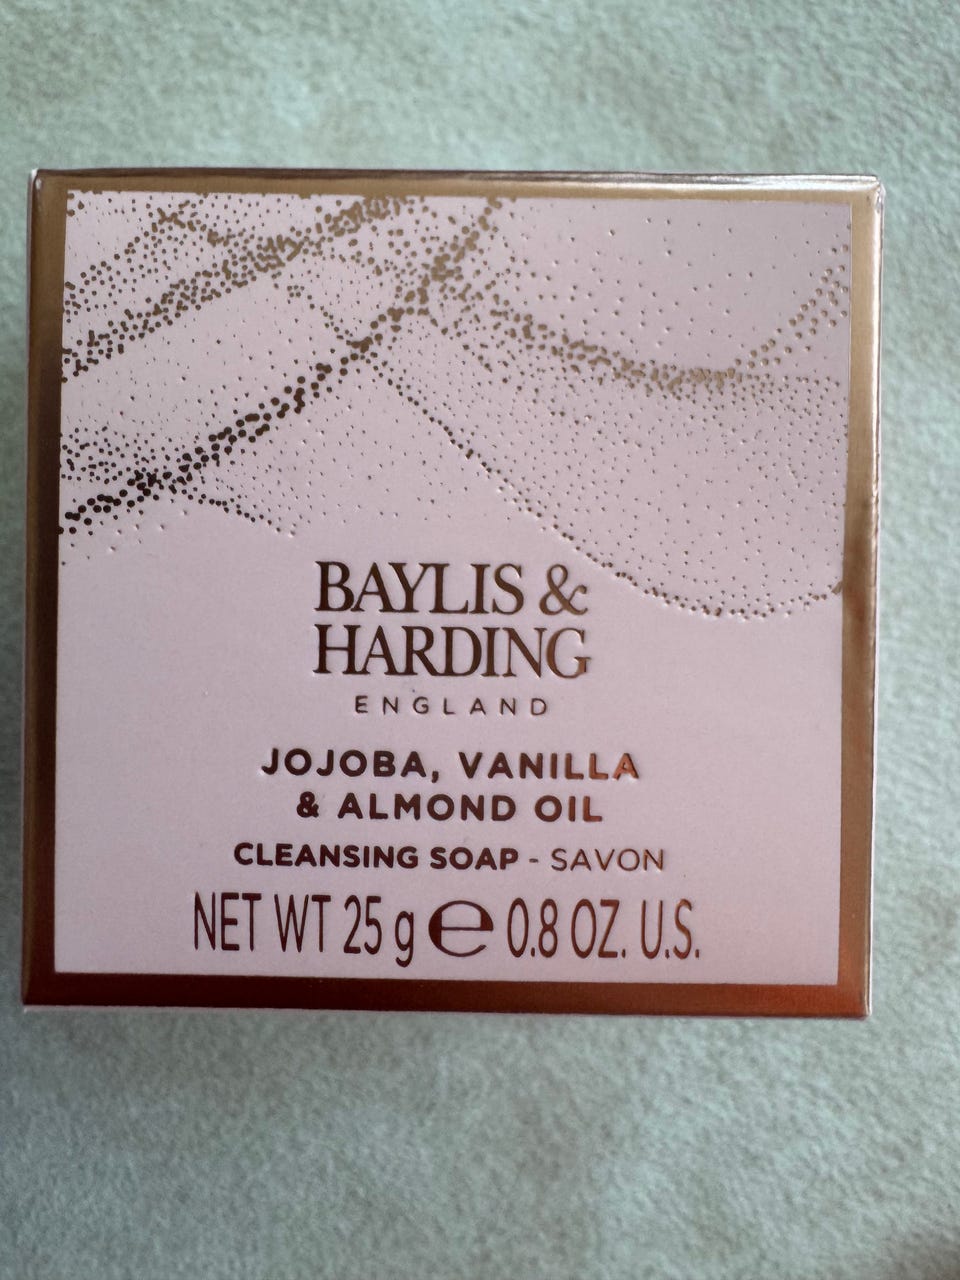 BAYLIS &
HARDING
ENGLAND
JOJOBA, VANILLA
& ALMOND OIL
CLEANSING SOAP - SAVON
NET WT 25 g ℮ 0.8 OZ. U.S.